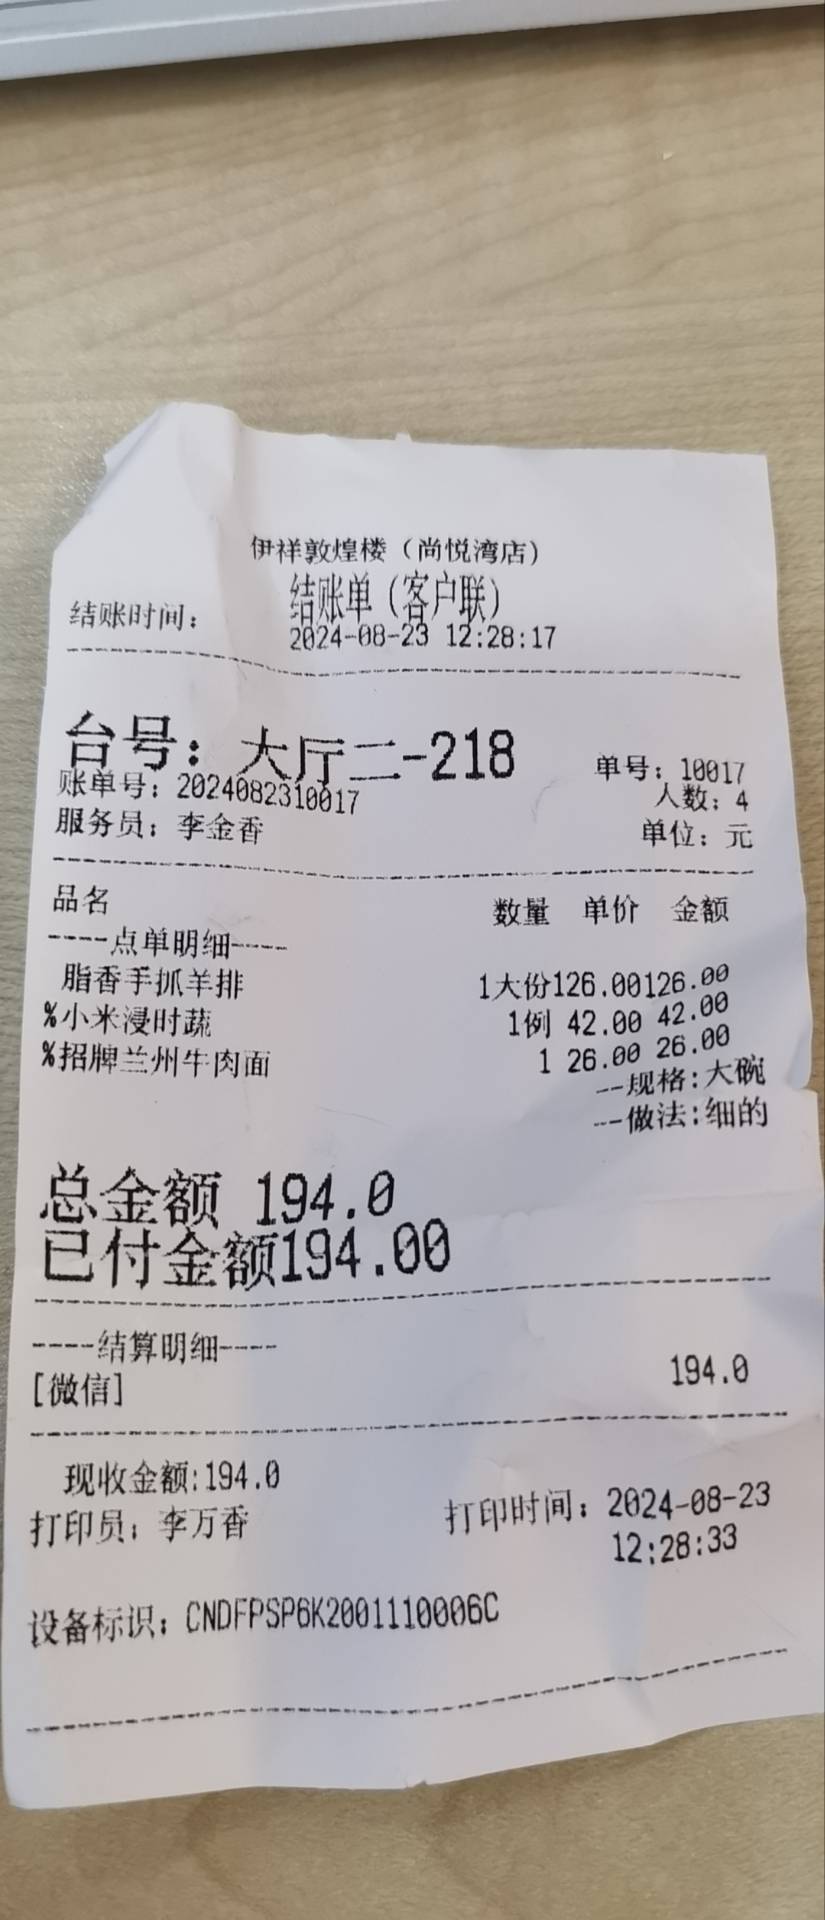 伊祥敦煌楼（尚悦湾店）
结账单（客户联）
结账时间： 2024-08-23 12:28:17
台号：大厅二-218 单号：10017
账单号：202408231​0017 人数：4
服务员：李金香 单位：元
品名 数量 单价 金额
----点单明细----
脂香手抓羊排 1大份126.00126.00
%小米浸时蔬 1例 42.00 42.00
%招牌兰州牛肉面 1 26.00 26.00
--规格:大碗
--做法:细的
总金额 194.0
已付金额194.00
----结算明细----
[微信] 194.0
现收金额:194.0
打印员：李万香 打印时间：2024-08-23
12:28:33
设备标识：CNDFPSP6K2001110006C